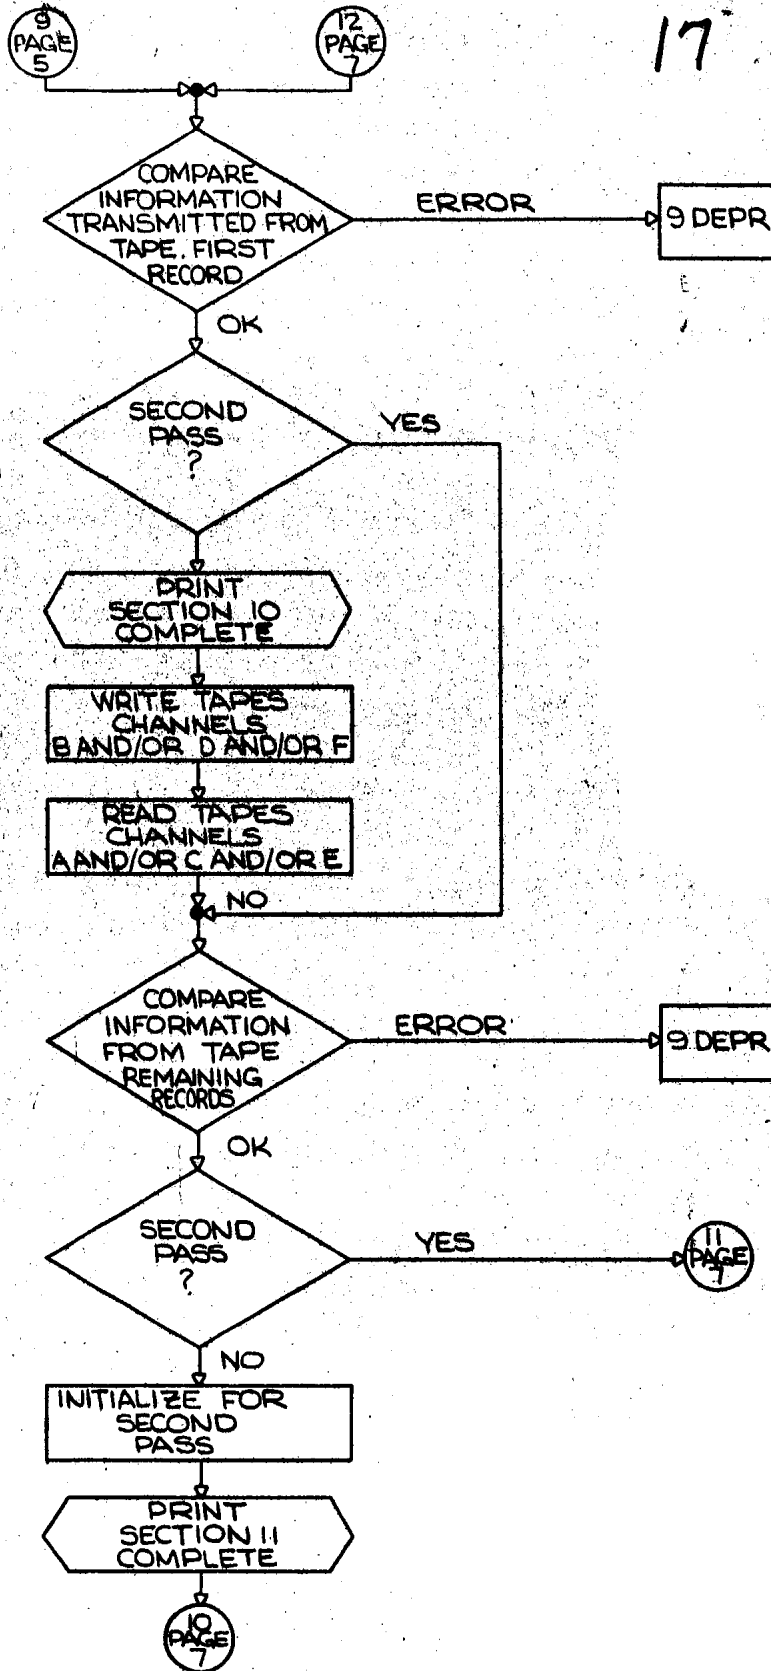 9
PAGE
5
12
PAGE
7
17
COMPARE
INFORMATION
TRANSMITTED FROM
TAPE. FIRST
RECORD
ERROR
9 DEPR
OK
SECOND
PASS
?
YES
PRINT
SECTION 10
COMPLETE
WRITE TAPES
CHANNELS
B AND/OR D AND/OR F
READ TAPES
CHANNELS
A AND/OR C AND/OR E
NO
COMPARE
INFORMATION
FROM TAPE
REMAINING
RECORDS
ERROR
9 DEPR
OK
SECOND
PASS
?
YES
11
PAGE
7
NO
INITIALIZE FOR
SECOND
PASS
PRINT
SECTION 11
COMPLETE
10
PAGE
7